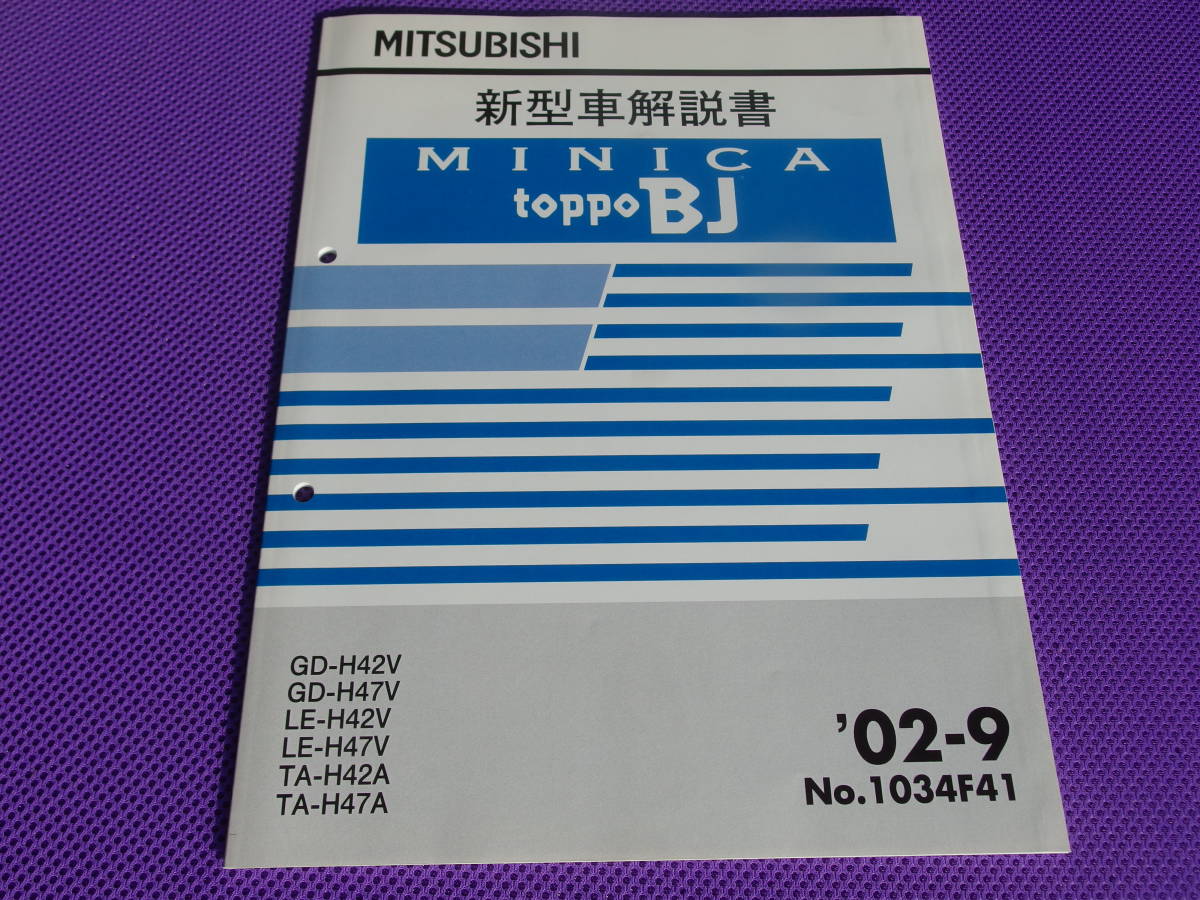 MITSUBISHI
新型車解説書
MINICA
toppo BJ
GD-H42V
GD-H47V
LE-H42V
LE-H47V
TA-H42A
TA-H47A
'02-9
No.1034F41